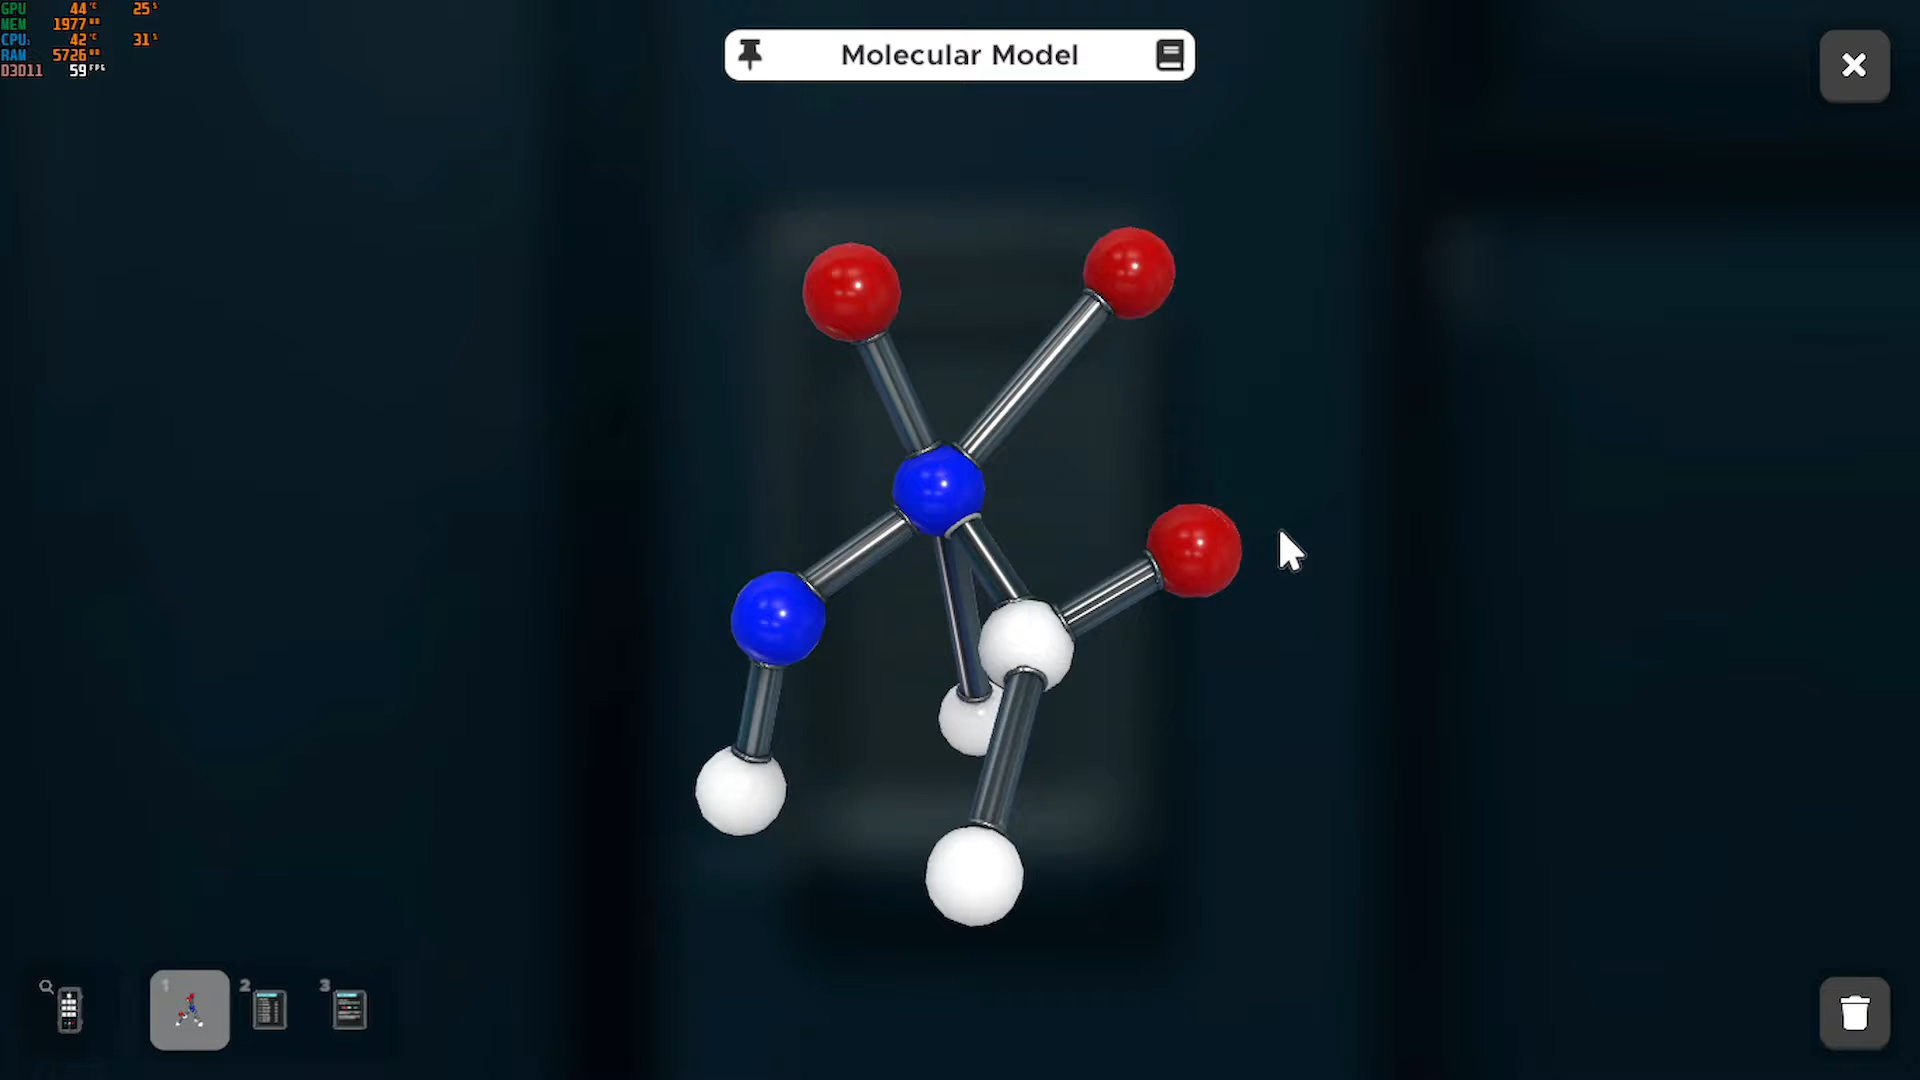 GPU 44°C 25%
MEM 1977MB
CPU 42°C 31%
RAM 5726MB
D3D11 59FPS
Molecular Model
1 2 3